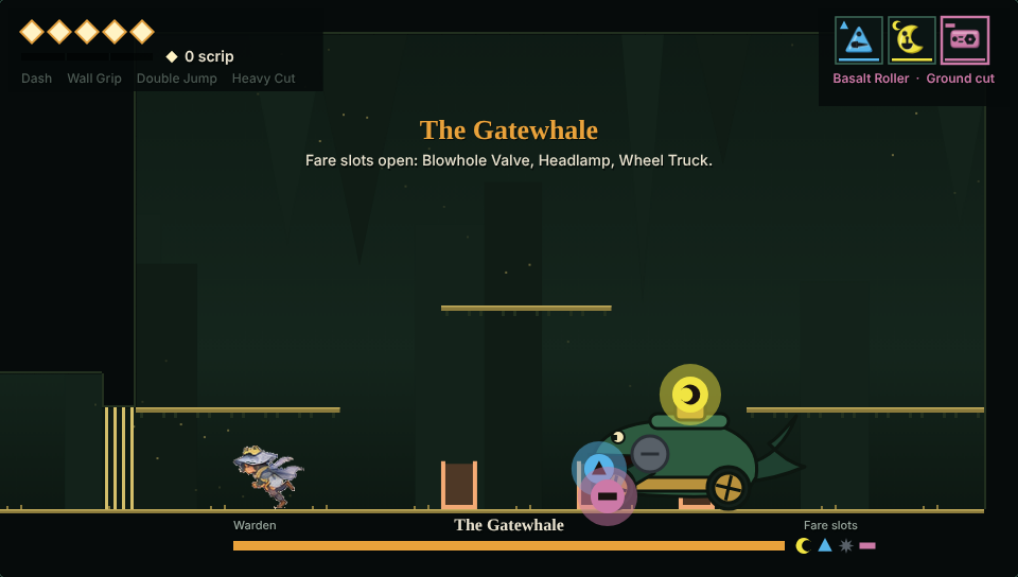 0 scrip
Dash Wall Grip Double Jump Heavy Cut
Basalt Roller · Ground cut
The Gatewhale
Fare slots open: Blowhole Valve, Headlamp, Wheel Truck.
Warden
The Gatewhale
Fare slots